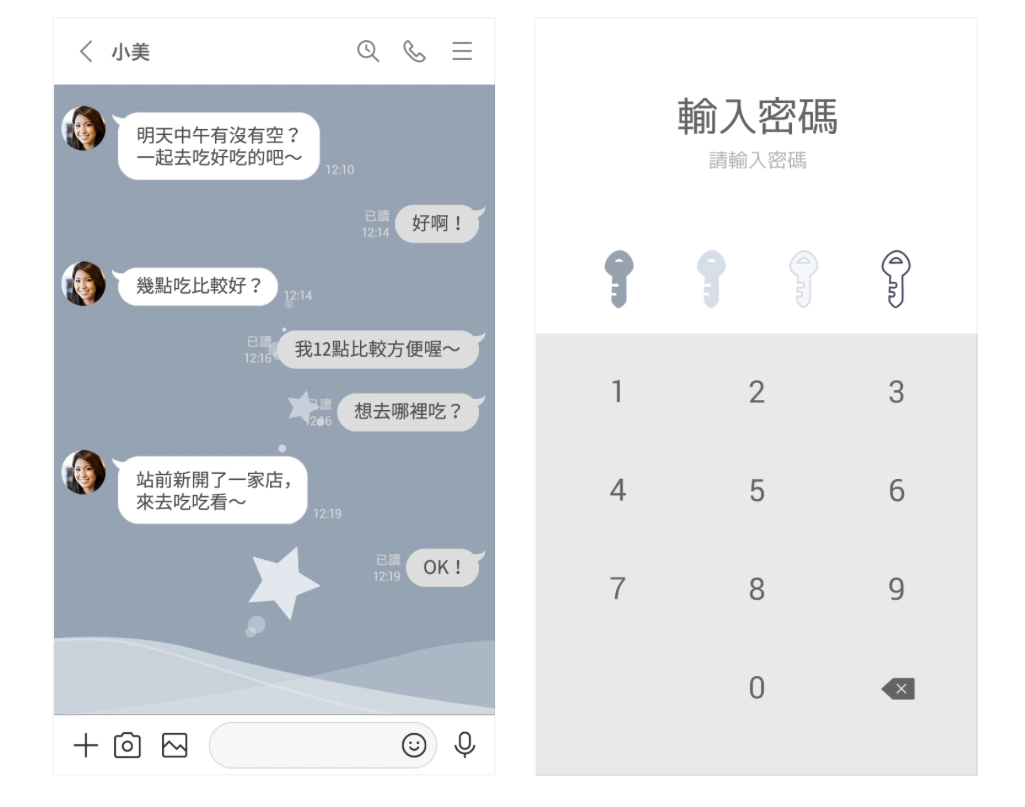 小美
明天中午有沒有空？
一起去吃好吃的吧～
12:10
已讀
12:14
好啊！
幾點吃比較好？
12:14
已讀
12:16
我12點比較方便喔～
已讀
12:16
想去哪裡吃？
站前新開了一家店，
來去吃吃看～
12:19
已讀
12:19
OK！
輸入密碼
請輸入密碼
1 2 3
4 5 6
7 8 9
0